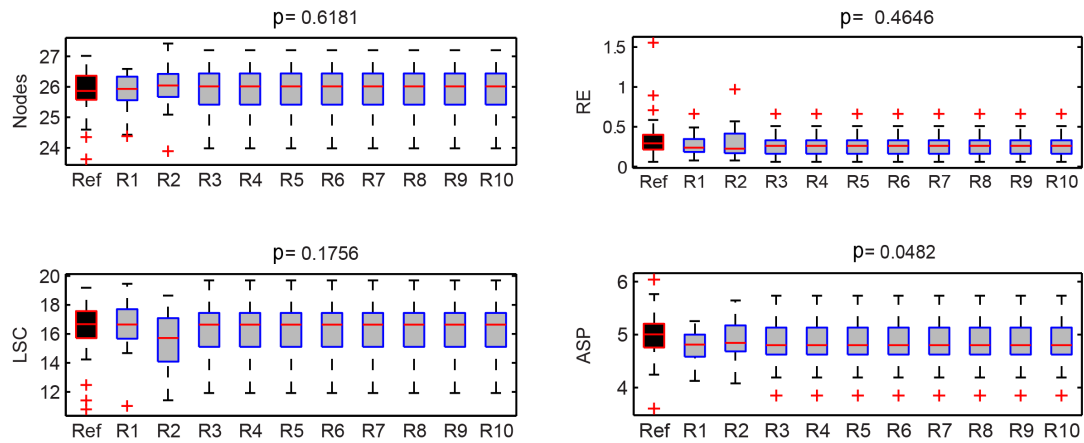 p= 0.6181
Nodes
27
26
25
24
Ref R1 R2 R3 R4 R5 R6 R7 R8 R9 R10
p= 0.4646
RE
1.5
1
0.5
0
Ref R1 R2 R3 R4 R5 R6 R7 R8 R9 R10
p= 0.1756
LSC
20
18
16
14
12
Ref R1 R2 R3 R4 R5 R6 R7 R8 R9 R10
p= 0.0482
ASP
6
5
4
Ref R1 R2 R3 R4 R5 R6 R7 R8 R9 R10